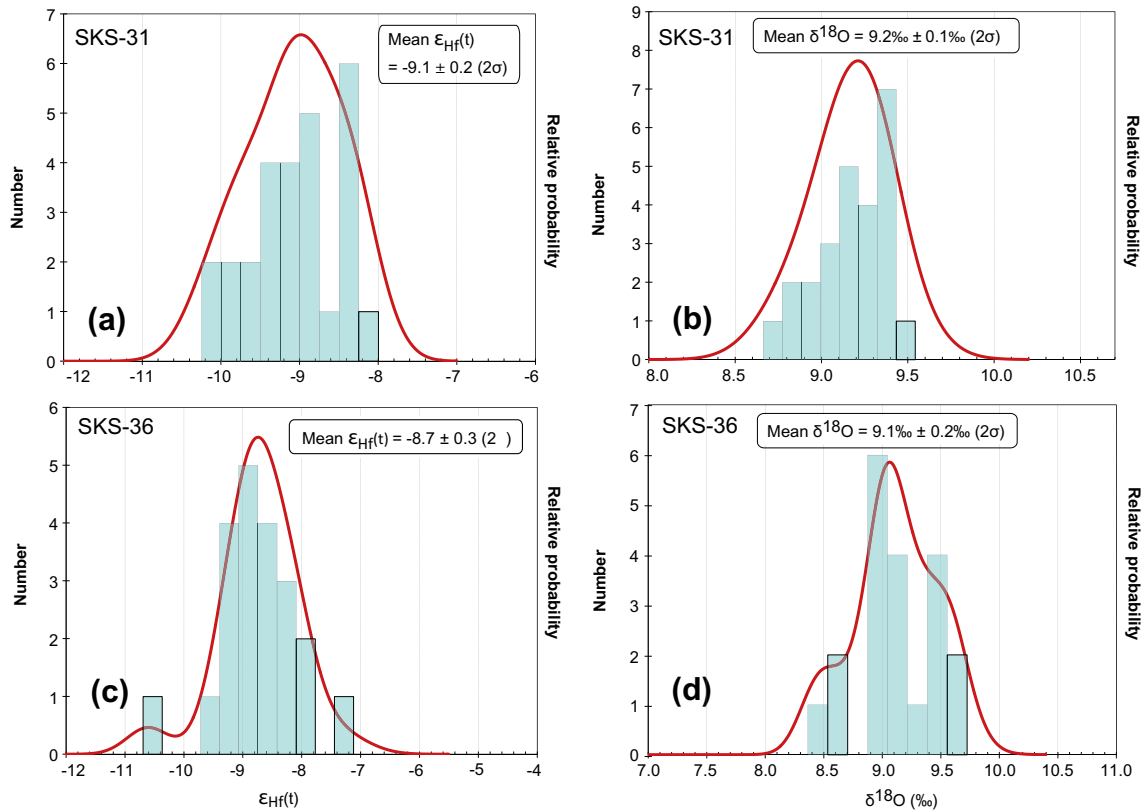 SKS-31
Mean εHf(t)
= -9.1 ± 0.2 (2σ)
(a)
Number
Relative probability
7
6
5
4
3
2
1
0
-12 -11 -10 -9 -8 -7 -6
SKS-31
Mean δ18O = 9.2‰ ± 0.1‰ (2σ)
(b)
Number
Relative probability
9
8
7
6
5
4
3
2
1
0
8.0 8.5 9.0 9.5 10.0 10.5
SKS-36
Mean εHf(t) = -8.7 ± 0.3 (2 )
(c)
Number
Relative probability
6
5
4
3
2
1
0
-12 -11 -10 -9 -8 -7 -6 -5 -4
εHf(t)
SKS-36
Mean δ18O = 9.1‰ ± 0.2‰ (2σ)
(d)
Number
Relative probability
7
6
5
4
3
2
1
0
7.0 7.5 8.0 8.5 9.0 9.5 10.0 10.5 11.0
δ18O (‰)